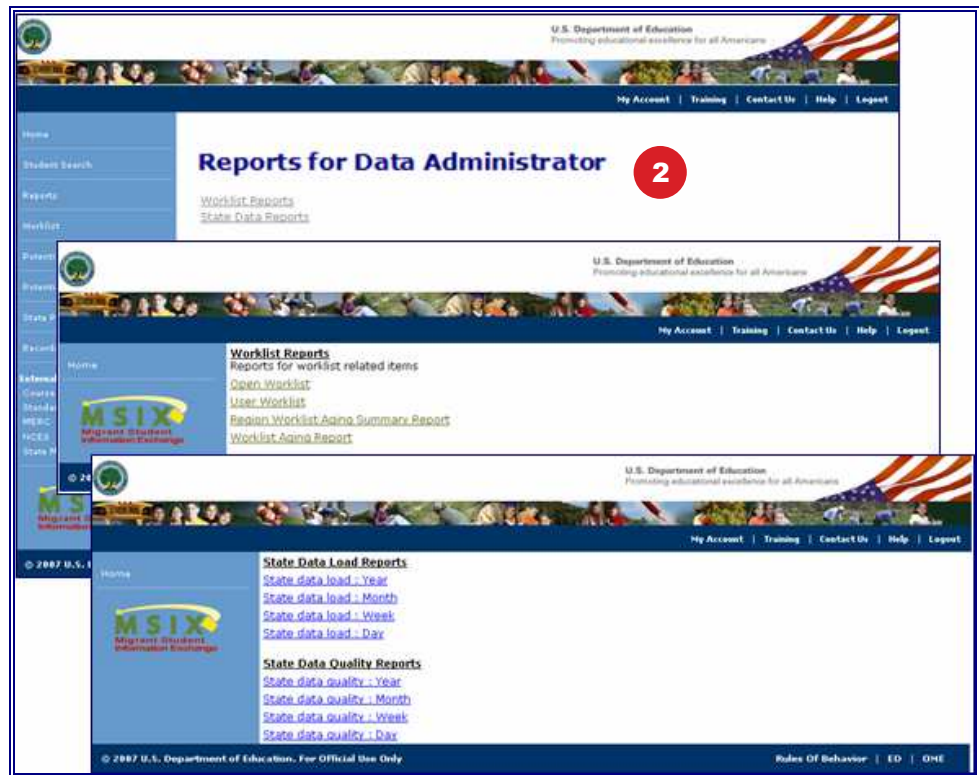 U.S. Department of Education
Promoting educational excellence for all Americans
My Account | Training | Contact Us | Help | Logout
Home
Student Search
Reports
Worklist
Reports for Data Administrator
2
Worklist Reports
State Data Reports
U.S. Department of Education
Promoting educational excellence for all Americans
My Account | Training | Contact Us | Help | Logout
Home
MSIX
Migrant Student
Information Exchange
Worklist Reports
Reports for worklist related items
Open Worklist
User Worklist
Region Worklist Aging Summary Report
Worklist Aging Report
External
Course
MERC
NCES
© 2007 U.S.
U.S. Department of Education
Promoting educational excellence for all Americans
My Account | Training | Contact Us | Help | Logout
Home
MSIX
Migrant Student
Information Exchange
State Data Load Reports
State data load : Year
State data load : Month
State data load : Week
State data load : Day
State Data Quality Reports
State data quality : Year
State data quality : Month
State data quality : Week
State data quality : Day
© 2007 U.S. Department of Education. For Official Use Only
Rules Of Behavior | ED | OME